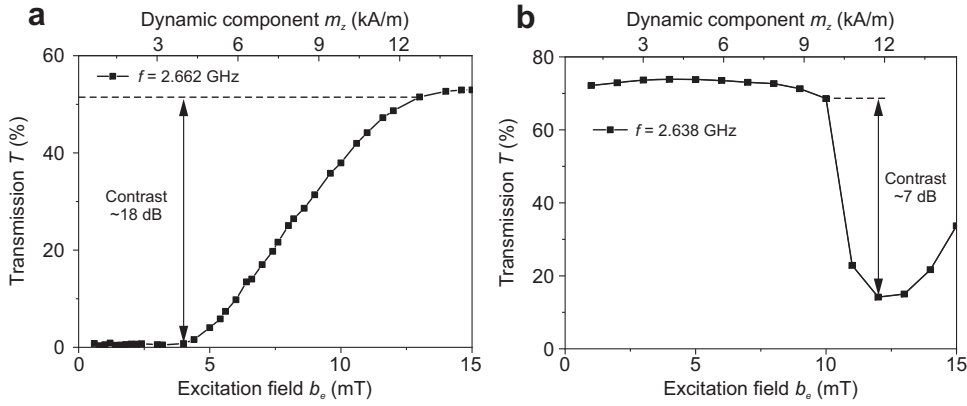 a
Dynamic component m_z (kA/m)
3 6 9 12
60
40
20
0
Transmission T (%)
f = 2.662 GHz
Contrast
~18 dB
0 5 10 15
Excitation field b_e (mT)
b
Dynamic component m_z (kA/m)
3 6 9 12
80
60
40
20
0
Transmission T (%)
f = 2.638 GHz
Contrast
~7 dB
0 5 10 15
Excitation field b_e (mT)